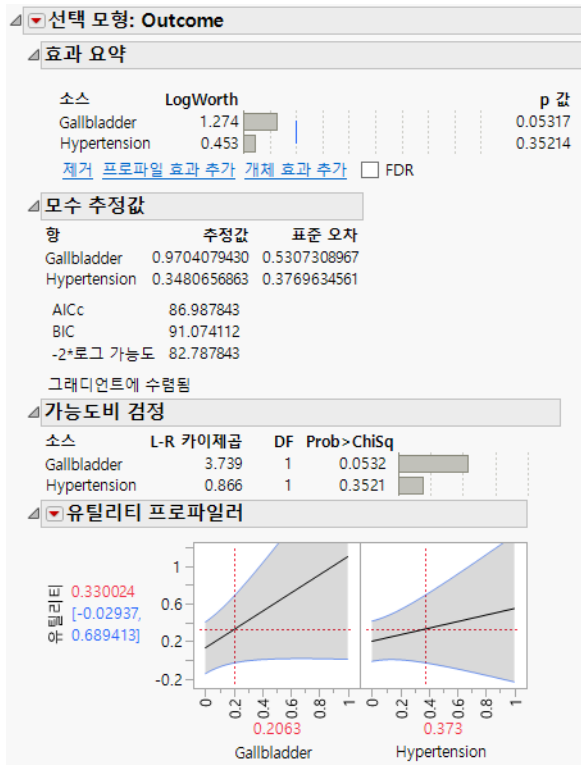 선택 모형: Outcome
효과 요약
소스 LogWorth p 값
Gallbladder 1.274 0.05317
Hypertension 0.453 0.35214
제거 프로파일 효과 추가 개체 효과 추가 FDR
모수 추정값
항 추정값 표준 오차
Gallbladder 0.9704079430 0.5307308967
Hypertension 0.3480656863 0.3769634561
AICc 86.987843
BIC 91.074112
-2*로그 가능도 82.787843
그래디언트에 수렴됨
가능도비 검정
소스 L-R 카이제곱 DF Prob>ChiSq
Gallbladder 3.739 1 0.0532
Hypertension 0.866 1 0.3521
유틸리티 프로파일러
유틸리티
0.330024
[-0.02937,
0.689413]
1
0.6
0.2
-0.2
0 0.2 0.4 0.6 0.8 1 0 0.2 0.4 0.6 0.8 1
0.2063 0.373
Gallbladder Hypertension